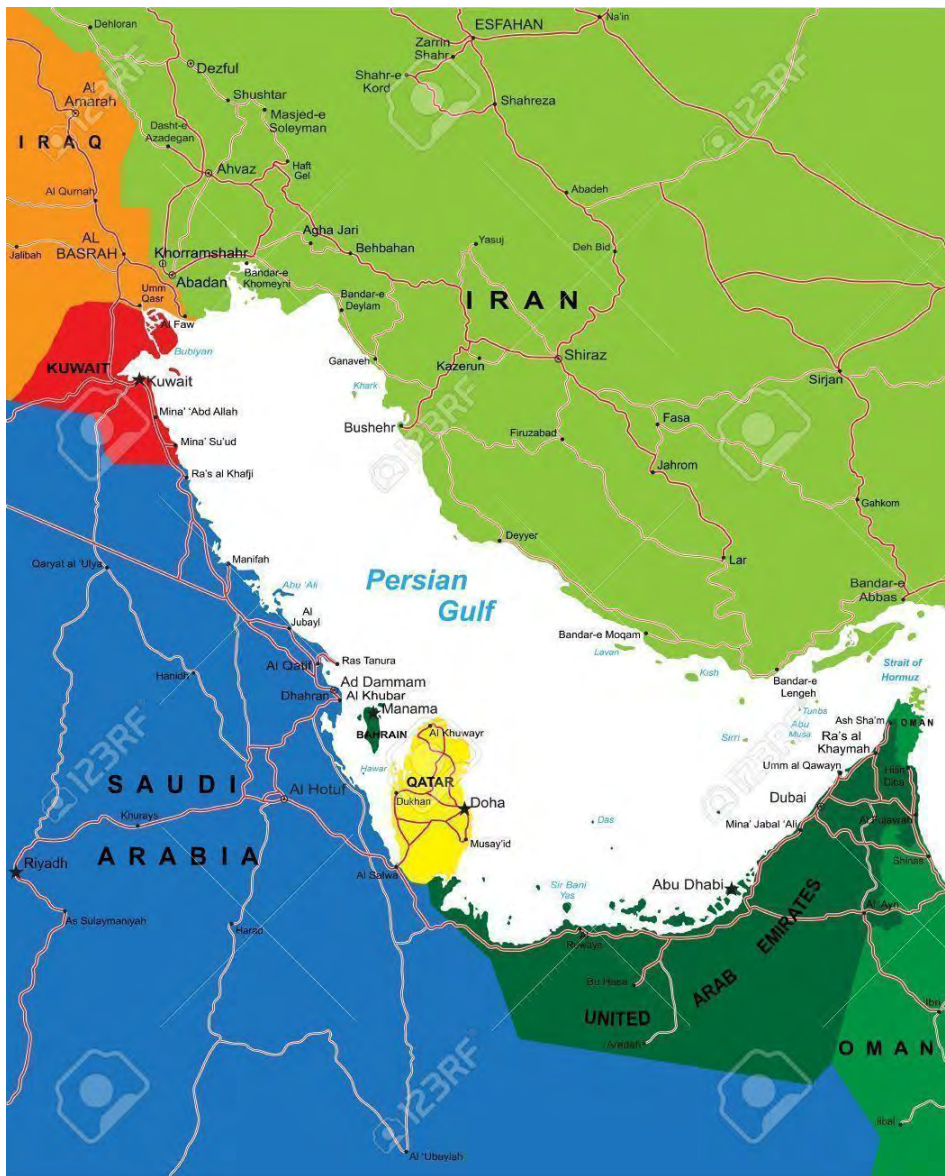 Dehloran
ESFAHAN
Na'in
Zarrin
Shahr
Dezful
Shahr-e
Kord
Al
Amarah
Shushtar
Shahreza
Masjed-e
Soleyman
Dasht-e
Azadegan
IRAQ
Ahvaz
Haft
Gel
Al Qurnah
Abadeh
Agha Jari
AL
BASRAH
Jalibah
Khorramshahr
Behbahan
Yasuj
Deh Bid
Abadan
Bandar-e
Khomeyni
Umm
Qasr
Bandar-e
Deylam
IRAN
Al Faw
Bubiyan
Ganaveh
Kazerun
Shiraz
KUWAIT
Kuwait
Khark
Sirjan
Mina' 'Abd Allah
Bushehr
Firuzabad
Fasa
Mina' Su'ud
Ra's al Khafji
Jahrom
Gahkom
Deyyer
Qaryat al 'Ulya
Manifah
Lar
Persian
Gulf
Abu 'Ali
Bandar-e
Abbas
Al
Jubayl
Bandar-e Moqam
Lavan
Al Qatif
Ras Tanura
Hanidh
Kish
Strait of
Hormuz
Bandar-e
Lengeh
Ad Dammam
Dhahran
Al Khubar
Manama
Tunbs
Abu
Musa
Ash Sha'm
OMAN
BAHRAIN
Al Khuwayr
Sirri
Ra's al
Khaymah
Hawar
Umm al Qawayn
Hisn
Diba
SAUDI
QATAR
Al Hotuf
Dukhan
Doha
Dubai
Khurays
Das
Mina' Jabal 'Ali
Al Fujayrah
Musay'id
ARABIA
Riyadh
Al Salwa
Shinas
Sir Bani
Yas
Abu Dhabi
As Sulaymaniyah
Al 'Ayn
Harad
Ruways
EMIRATES
Bu Hasa
ARAB
UNITED
Ibri
Aradah
OMAN
Jibal
Al 'Ubaylah
123RF